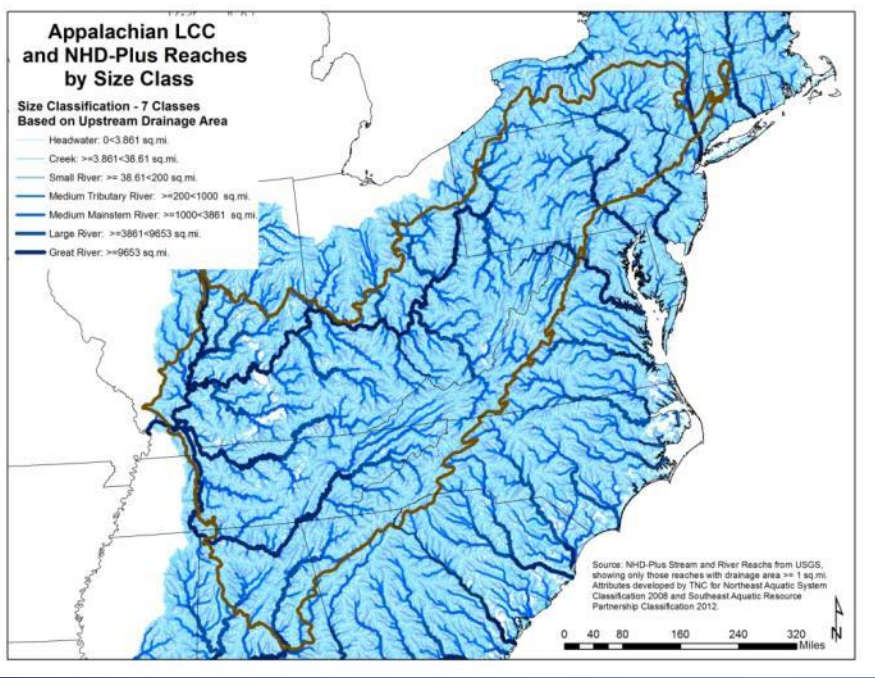 Appalachian LCC
and NHD-Plus Reaches
by Size Class
Size Classification - 7 Classes
Based on Upstream Drainage Area
Headwater: 0<3.861 sq.mi.
Creek: >=3.861<38.61 sq.mi.
Small River: >= 38.61<200 sq.mi.
Medium Tributary River: >=200<1000 sq.mi.
Medium Mainstem River: >=1000<3861 sq.mi.
Large River: >=3861<9653 sq.mi.
Great River: >=9653 sq.mi.
Source: NHD-Plus Stream and River Reachs from USGS,
showing only those reaches with drainage area >= 1 sq.mi.
Attributes developed by TNC for Northeast Aquatic System
Classification 2008 and Southeast Aquatic Resource
Partnership Classification 2012.
N
0 40 80 160 240 320
Miles